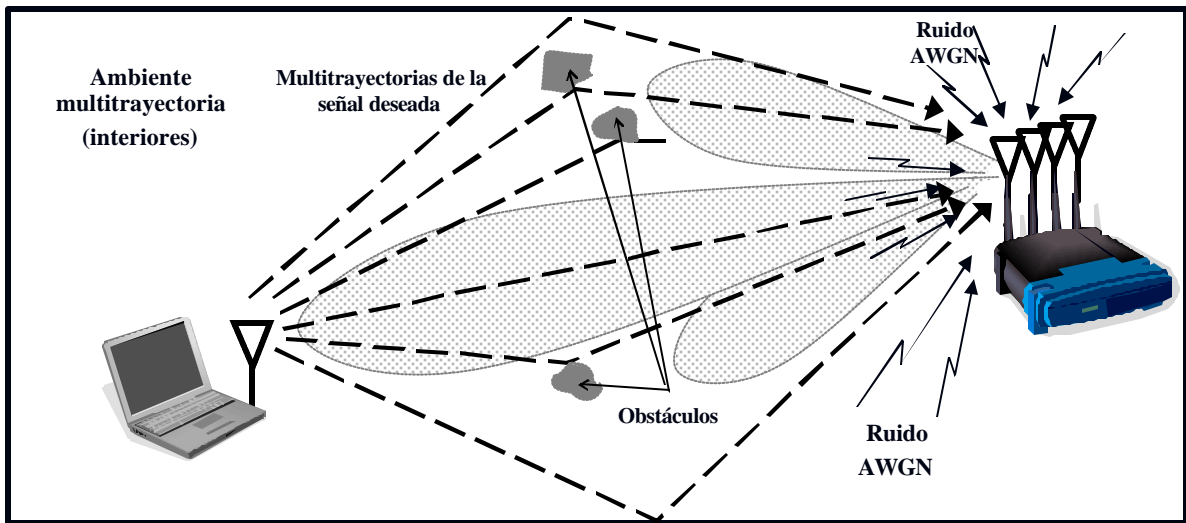 Ambiente
multitrayectoria
(interiores)
Multitrayectorias de la
señal deseada
Ruido
AWGN
Obstáculos
Ruido
AWGN